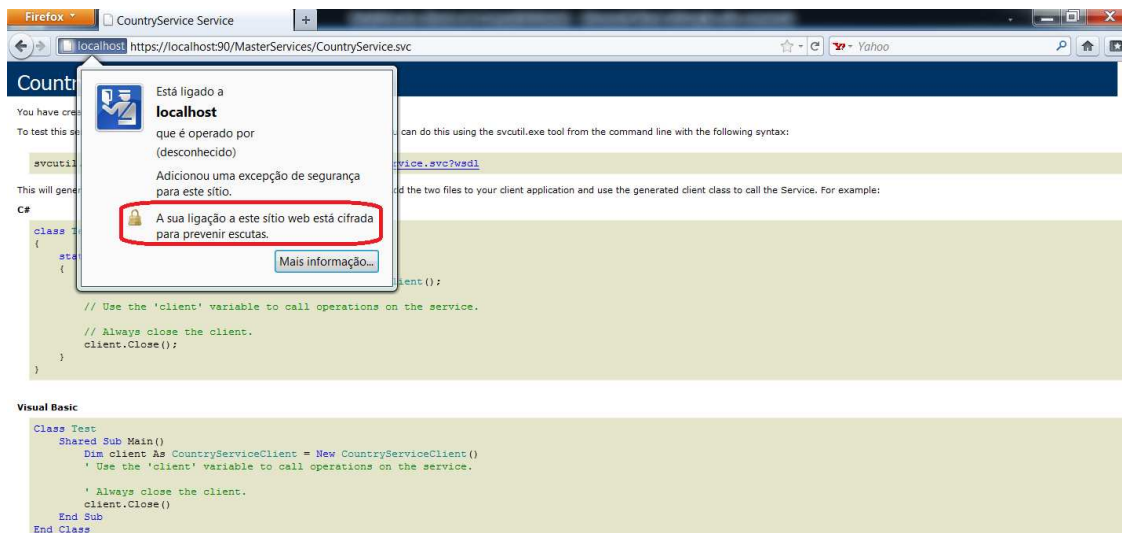 Firefox
CountryService Service
+
localhost https://localhost:90/MasterServices/CountryService.svc
Yahoo
Countr
Está ligado a
localhost
que é operado por
(desconhecido)
Adicionou uma excepção de segurança
para este sítio.
A sua ligação a este sítio web está cifrada
para prevenir escutas.
Mais informação...
You have cre
To test this se can do this using the svcutil.exe tool from the command line with the following syntax:
svcutil. rvice.svc?wsdl
This will gene d the two files to your client application and use the generated client class to call the Service. For example:
C#
class T
{
stat
{
lient();
// Use the 'client' variable to call operations on the service.
// Always close the client.
client.Close();
}
}
Visual Basic
Class Test
Shared Sub Main()
Dim client As CountryServiceClient = New CountryServiceClient()
' Use the 'client' variable to call operations on the service.
' Always close the client.
client.Close()
End Sub
End Class